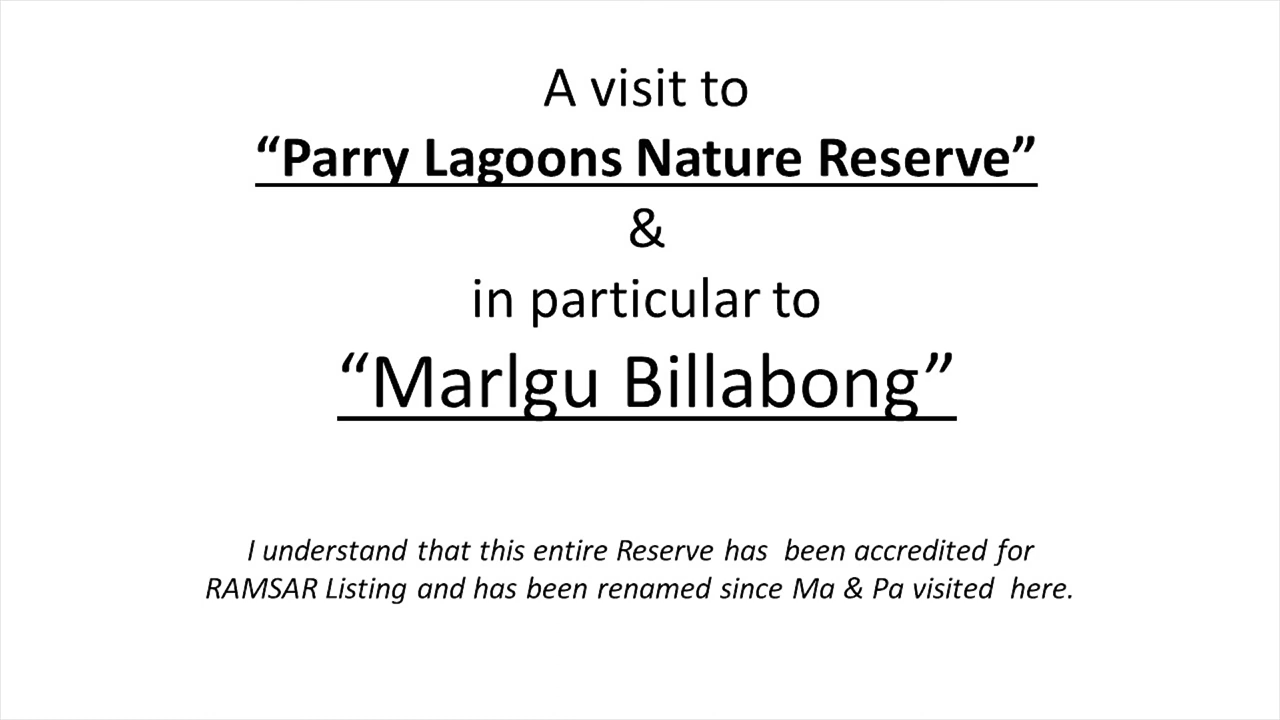 A visit to
“Parry Lagoons Nature Reserve”
&
in particular to
“Marlgu Billabong”
I understand that this entire Reserve has  been accredited for
RAMSAR Listing and has been renamed since Ma & Pa visited  here.